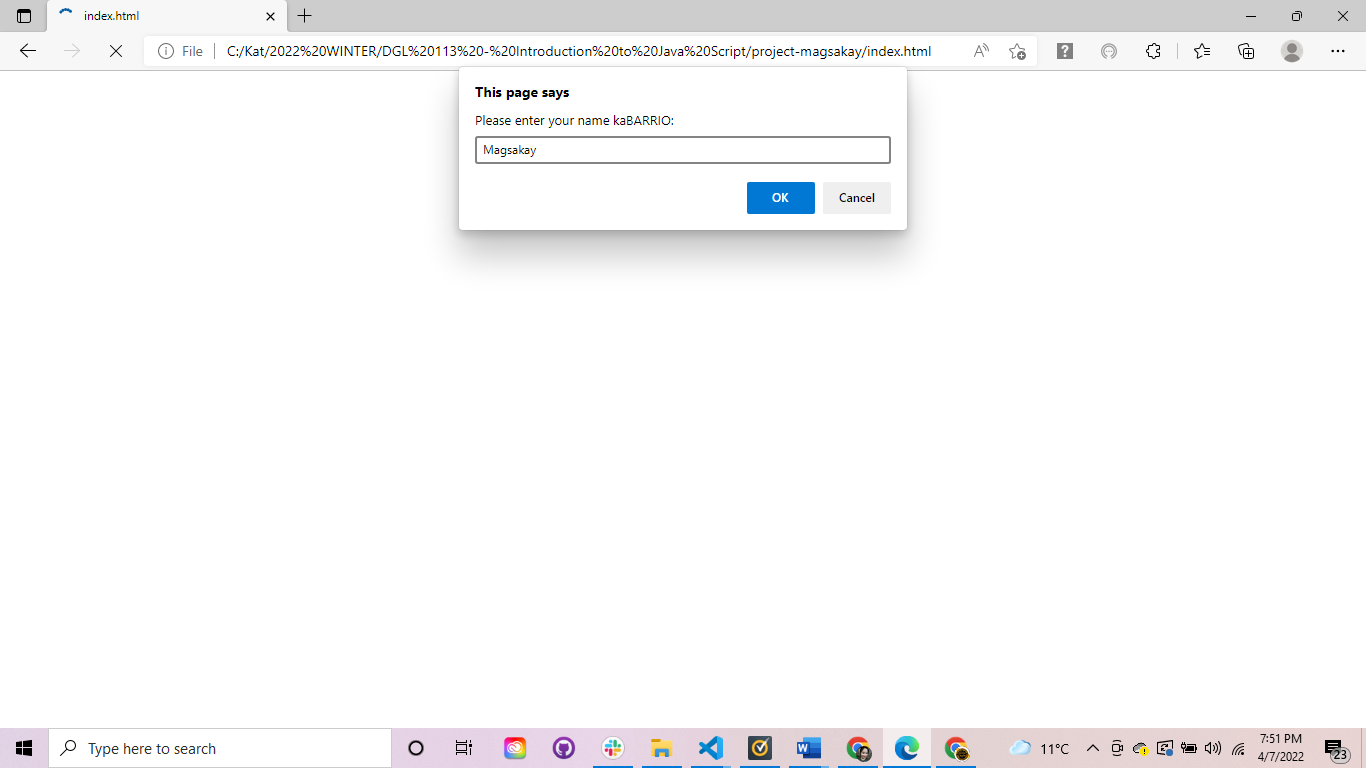 index.html
File
C:/Kat/2022%20WINTER/DGL%20113%20-%20Introduction%20to%20Java%20Script/project-magsakay/index.html
This page says
Please enter your name kaBARRIO:
Magsakay
OK Cancel
Type here to search
11°C
7:51 PM
4/7/2022
23